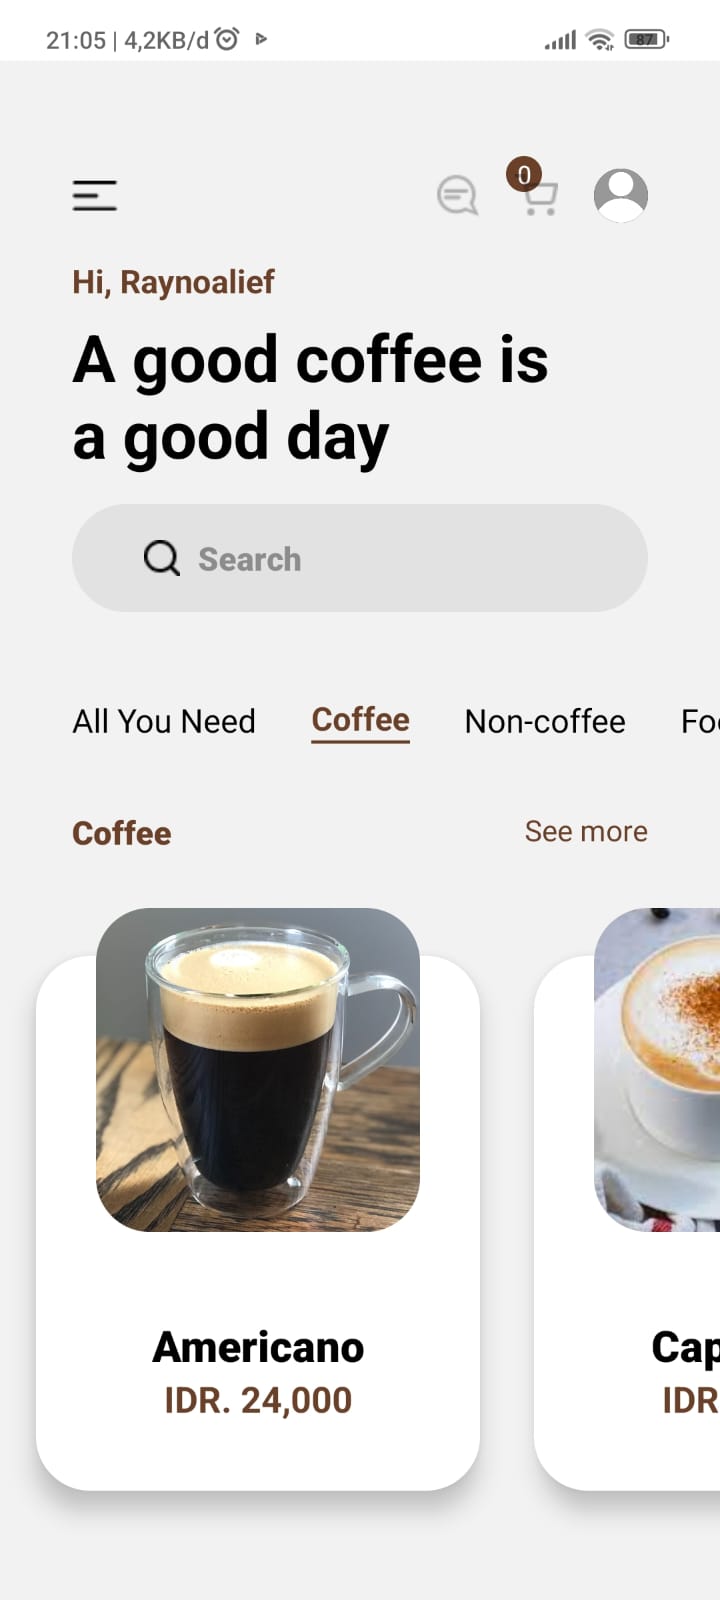 21:05 | 4,2KB/d
87
0
Hi, Raynoalief
A good coffee is
a good day
Search
All You Need Coffee Non-coffee Foo
Coffee See more
Americano Cap
IDR. 24,000 IDR